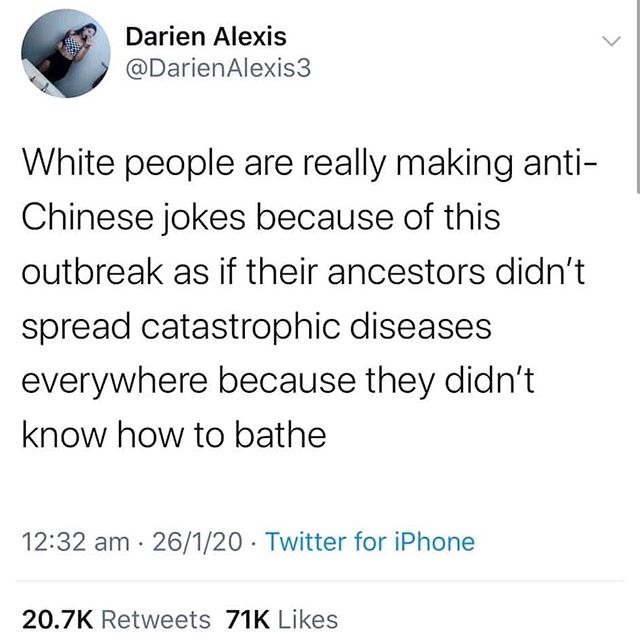 Darien Alexis
@DarienAlexis3
White people are really making anti-
Chinese jokes because of this
outbreak as if their ancestors didn't
spread catastrophic diseases
everywhere because they didn't
know how to bathe
12:32 am · 26/1/20 · Twitter for iPhone
20.7K Retweets 71K Likes